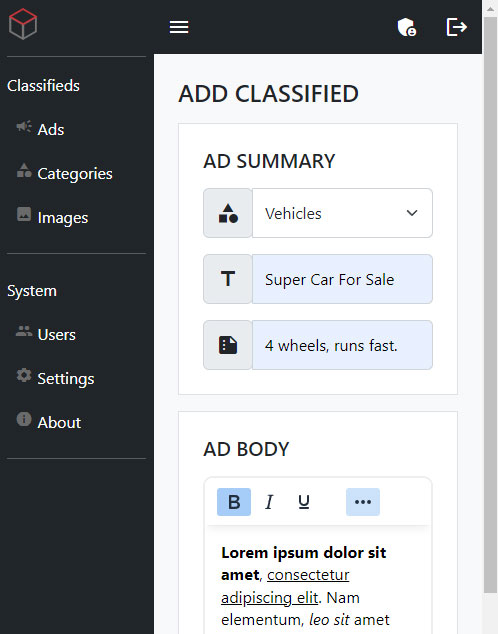 Classifieds
Ads
Categories
Images
System
Users
Settings
About
ADD CLASSIFIED
AD SUMMARY
Vehicles
Super Car For Sale
4 wheels, runs fast.
AD BODY
B I U
Lorem ipsum dolor sit
amet, consectetur
adipiscing elit. Nam
elementum, leo sit amet